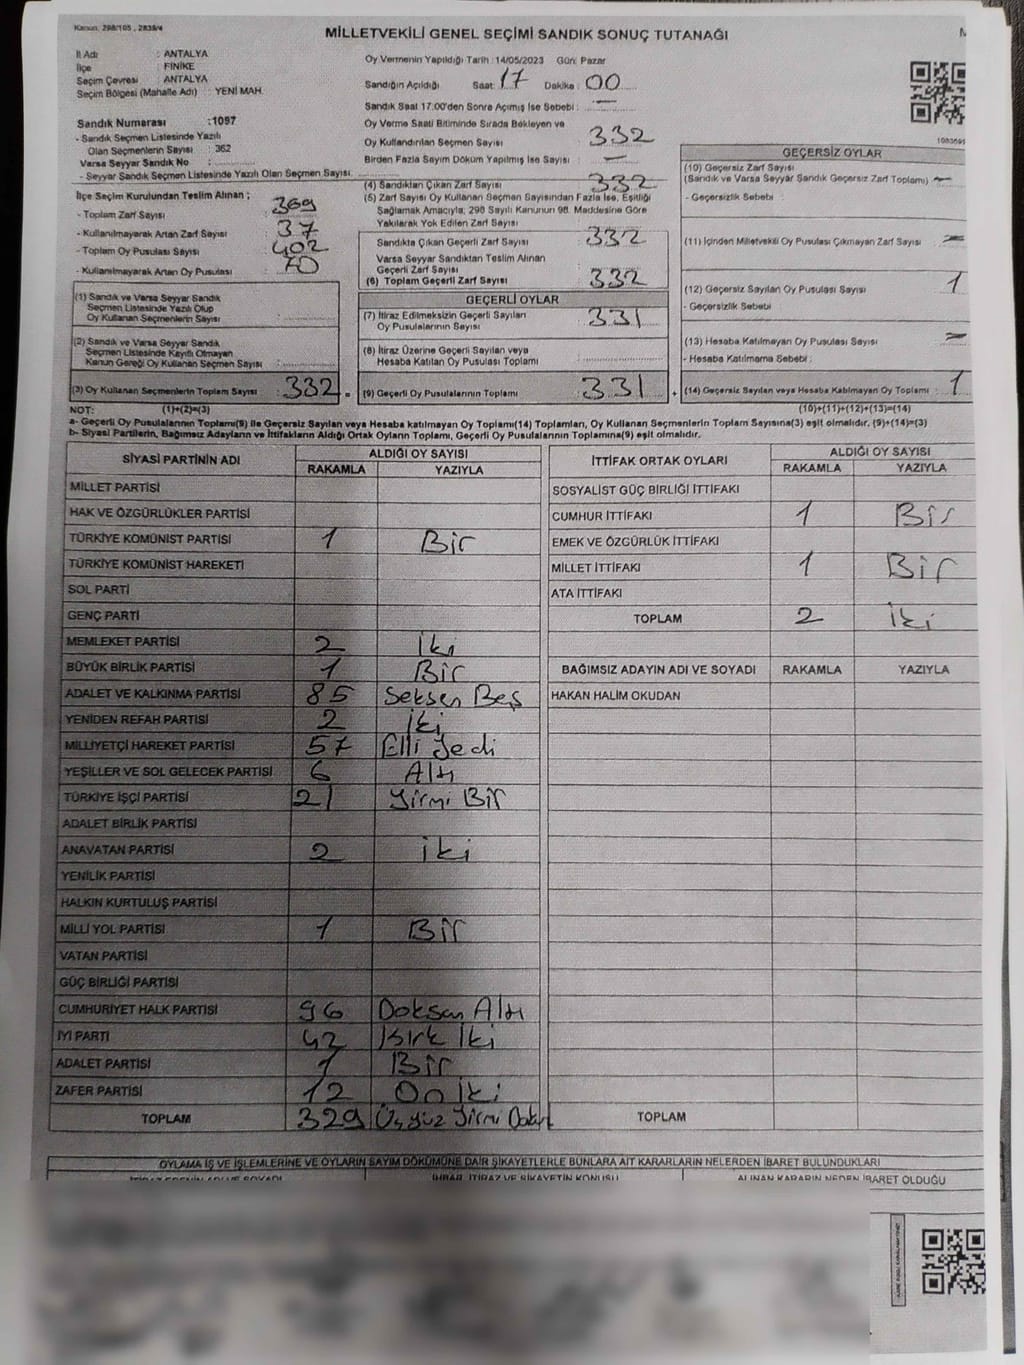 Kanun: 298/105 , 2839/4
MİLLETVEKİLİ GENEL SEÇİMİ SANDIK SONUÇ TUTANAĞI
İl Adı : ANTALYA
İlçe : FİNİKE
Seçim Çevresi : ANTALYA
Seçim Bölgesi (Mahalle Adı) : YENİ MAH.
Sandık Numarası :1097
- Sandık Seçmen Listesinde Yazılı
Olan Seçmenlerin Sayısı : 362
Varsa Seyyar Sandık No :
- Seyyar Sandık Seçmen Listesinde Yazılı Olan Seçmen Sayısı
İlçe Seçim Kurulundan Teslim Alınan ;
- Toplam Zarf Sayısı : 369
- Kullanılmayarak Artan Zarf Sayısı : 37
- Toplam Oy Pusulası : 402
- Kullanılmayarak Artan Oy Pusulası : 70
(1) Sandık ve Varsa Seyyar Sandık
Seçmen Listesinde Yazılı Olup
Oy Kullanan Seçmenlerin Sayısı :
(2) Sandık ve Varsa Seyyar Sandık
Seçmen Listesinde Kayıtlı Olmayan
Kanun Gereği Oy Kullanan Seçmen Sayısı :
(3) Oy Kullanan Seçmenlerin Toplam Sayısı : 332 =
NOT: (1)+(2)=(3)
Oy Vermenin Yapıldığı Tarih : 14/05/2023 Gün: Pazar
Sandığın Açıldığı Saat: 17 Dakika : 00
Sandık Saat 17:00'den Sonra Açılmış İse Sebebi : —
Oy Verme Saati Bitiminde Sırada Bekleyen ve
Oy Kullandırılan Seçmen Sayısı : 332
Birden Fazla Sayım Döküm Yapılmış İse Sayısı : —
(4) Sandıktan Çıkan Zarf Sayısı : 332
(5) Zarf Sayısı Oy Kullanan Seçmen Sayısından Fazla İse, Eşitliği
Sağlamak Amacıyla; 298 Sayılı Kanunun 98. Maddesine Göre
Yakılarak Yok Edilen Zarf Sayısı :
Sandıkta Çıkan Geçerli Zarf Sayısı : 332
Varsa Seyyar Sandıktan Teslim Alınan
Geçerli Zarf Sayısı :
(6) Toplam Geçerli Zarf Sayısı : 332
GEÇERLİ OYLAR
(7) İtiraz Edilmeksizin Geçerli Sayılan
Oy Pusulalarının Sayısı : 331
(8) İtiraz Üzerine Geçerli Sayılan veya
Hesaba Katılan Oy Pusulası Toplamı :
(9) Geçerli Oy Pusulalarının Toplamı : 331 +
GEÇERSİZ OYLAR
(10) Geçersiz Zarf Sayısı
(Sandık ve Varsa Seyyar Sandık Geçersiz Zarf Toplamı) —
- Geçersizlik Sebebi :
(11) İçinden Milletvekili Oy Pusulası Çıkmayan Zarf Sayısı : —
(12) Geçersiz Sayılan Oy Pusulası Sayısı : 1
- Geçersizlik Sebebi
(13) Hesaba Katılmayan Oy Pusulası Sayısı : —
- Hesaba Katılmama Sebebi :
(14) Geçersiz Sayılan veya Hesaba Katılmayan Oy Toplamı : 1
(10)+(11)+(12)+(13)=(14)
a- Geçerli Oy Pusulalarının Toplamı(9) ile Geçersiz Sayılan veya Hesaba katılmayan Oy Toplamı(14) Toplamları, Oy Kullanan Seçmenlerin Toplam Sayısına(3) eşit olmalıdır. (9)+(14)=(3)
b- Siyasi Partilerin, Bağımsız Adayların ve İttifakların Aldığı Ortak Oyların Toplamı, Geçerli Oy Pusulalarının Toplamına(9) eşit olmalıdır.
SİYASİ PARTİNİN ADI ALDIĞI OY SAYISI
RAKAMLA YAZIYLA
MİLLET PARTİSİ
HAK VE ÖZGÜRLÜKLER PARTİSİ
TÜRKİYE KOMÜNİST PARTİSİ 1 Bir
TÜRKİYE KOMÜNİST HAREKETİ
SOL PARTİ
GENÇ PARTİ
MEMLEKET PARTİSİ 2 İki
BÜYÜK BİRLİK PARTİSİ 1 Bir
ADALET VE KALKINMA PARTİSİ 85 Seksen Beş
YENİDEN REFAH PARTİSİ 2 İki
MİLLİYETÇİ HAREKET PARTİSİ 57 Elli Yedi
YEŞİLLER VE SOL GELECEK PARTİSİ 6 Altı
TÜRKİYE İŞÇİ PARTİSİ 21 Yirmi Bir
ADALET BİRLİK PARTİSİ
ANAVATAN PARTİSİ 2 İki
YENİLİK PARTİSİ
HALKIN KURTULUŞ PARTİSİ
MİLLİ YOL PARTİSİ 1 Bir
VATAN PARTİSİ
GÜÇ BİRLİĞİ PARTİSİ
CUMHURİYET HALK PARTİSİ 96 Doksan Altı
İYİ PARTİ 42 Kırk İki
ADALET PARTİSİ 1 Bir
ZAFER PARTİSİ 12 On İki
TOPLAM 329 Üçyüz Yirmi Dokuz
İTTİFAK ORTAK OYLARI ALDIĞI OY SAYISI
RAKAMLA YAZIYLA
SOSYALİST GÜÇ BİRLİĞİ İTTİFAKI
CUMHUR İTTİFAKI 1 Bir
EMEK VE ÖZGÜRLÜK İTTİFAKI
MİLLET İTTİFAKI 1 Bir
ATA İTTİFAKI
TOPLAM 2 İki
BAĞIMSIZ ADAYIN ADI VE SOYADI RAKAMLA YAZIYLA
HAKAN HALİM OKUDAN
TOPLAM
OYLAMA İŞ VE İŞLEMLERİNE VE OYLARIN SAYIM DÖKÜMÜNE DAİR ŞİKAYETLERLE BUNLARA AİT KARARLARIN NELERDEN İBARET BULUNDUKLARI
İTİRAZ EDENİN ADI VE SOYADI İHBAR, İTİRAZ VE ŞİKAYETİN KONUSU ALINAN KARARIN NEDEN İBARET OLDUĞU